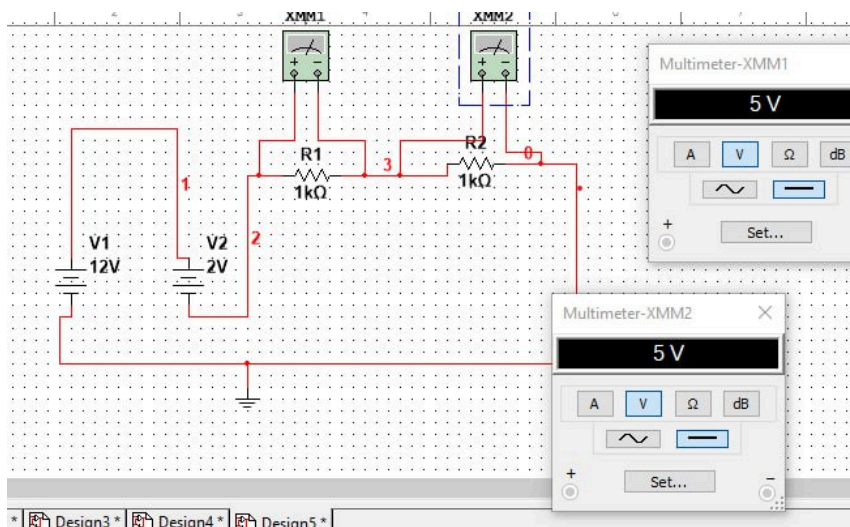 XMM1
XMM2
R1
1kΩ
R2
1kΩ
3
0
1
2
V1
12V
V2
2V
Multimeter-XMM1
5 V
A
V
Ω
dB
+
Set...
Multimeter-XMM2
5 V
A
V
Ω
dB
+
Set...
−
* Design3 * Design4 * Design5 *